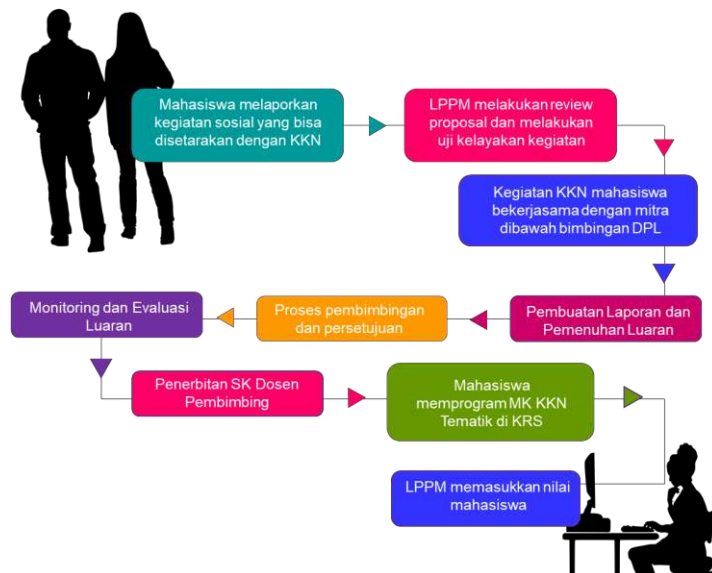 Mahasiswa melaporkan
kegiatan sosial yang bisa
disetarakan dengan KKN
LPPM melakukan review
proposal dan melakukan
uji kelayakan kegiatan
Kegiatan KKN mahasiswa
bekerjasama dengan mitra
dibawah bimbingan DPL
Pembuatan Laporan dan
Pemenuhan Luaran
Proses pembimbingan
dan persetujuan
Monitoring dan Evaluasi
Luaran
Penerbitan SK Dosen
Pembimbing
Mahasiswa
memprogram MK KKN
Tematik di KRS
LPPM memasukkan nilai
mahasiswa